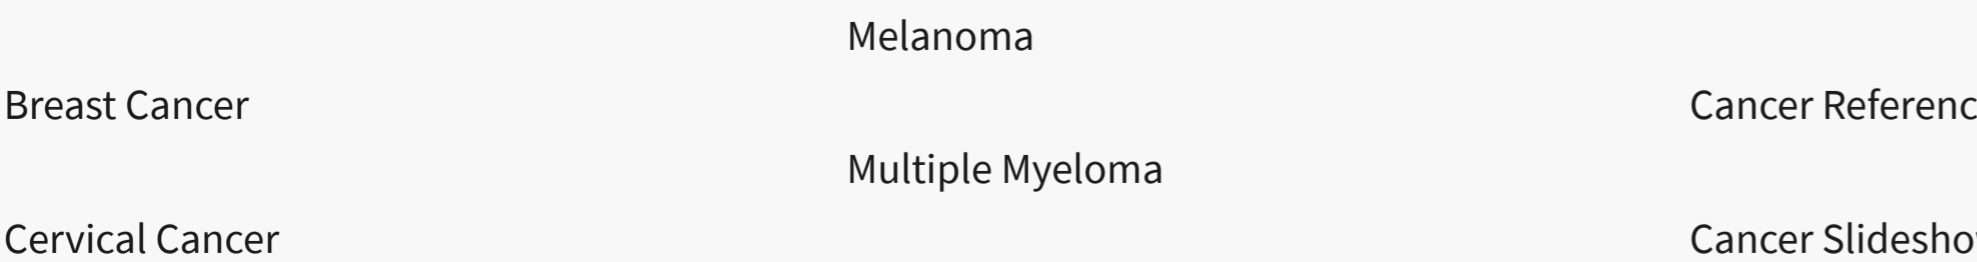 Melanoma
Breast Cancer
Cancer Referenc
Multiple Myeloma
Cervical Cancer
Cancer Slidesho